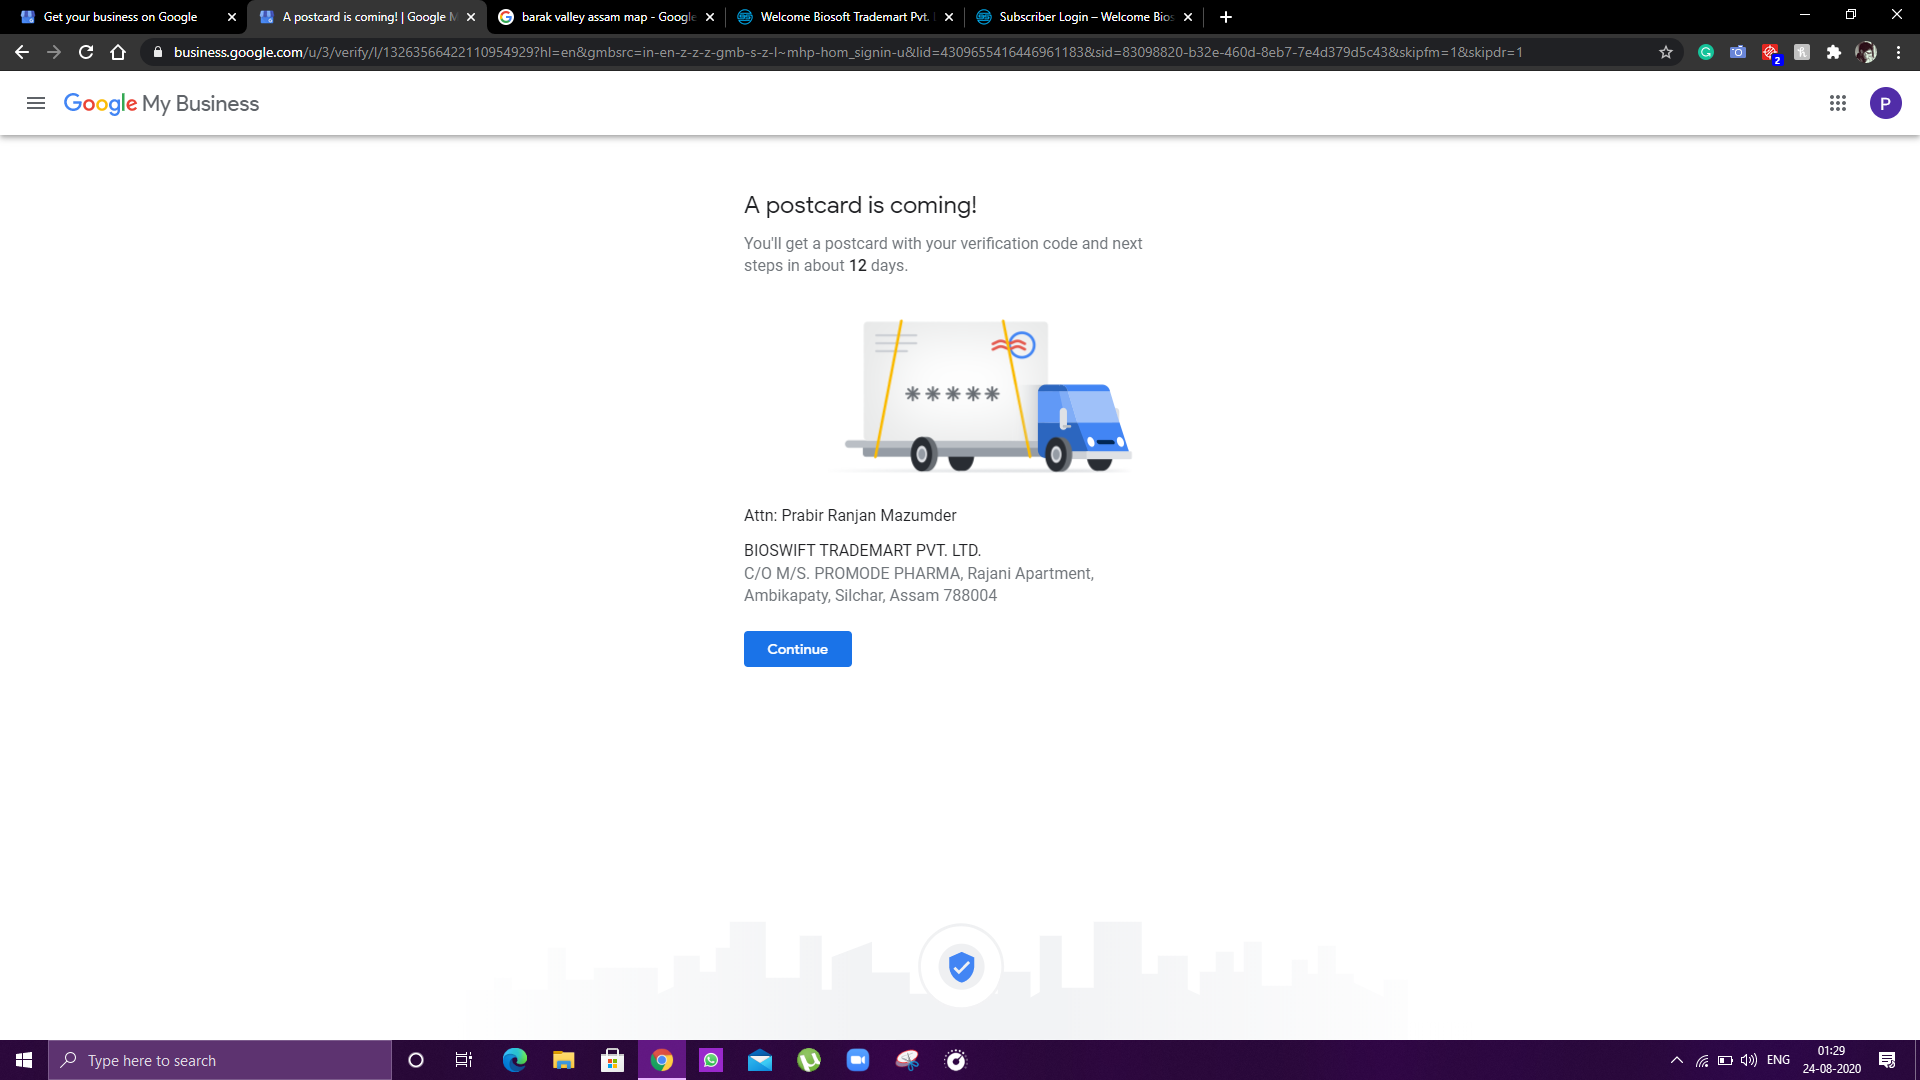 Get your business on Google
A postcard is coming! | Google M
barak valley assam map - Google
Welcome Biosoft Trademart Pvt.
Subscriber Login – Welcome Bios
business.google.com/u/3/verify/l/13263566422110954929?hl=en&gmbsrc=in-en-z-z-z-gmb-s-z-l~mhp-hom_signin-u&lid=4309655416446961183&sid=83098820-b32e-460d-8eb7-7e4d379d5c43&skipfm=1&skipdr=1
2
Google My Business
P
A postcard is coming!
You'll get a postcard with your verification code and next
steps in about 12 days.
*****
Attn: Prabir Ranjan Mazumder
BIOSWIFT TRADEMART PVT. LTD.
C/O M/S. PROMODE PHARMA, Rajani Apartment,
Ambikapaty, Silchar, Assam 788004
Continue
Type here to search
ENG
01:29
24-08-2020